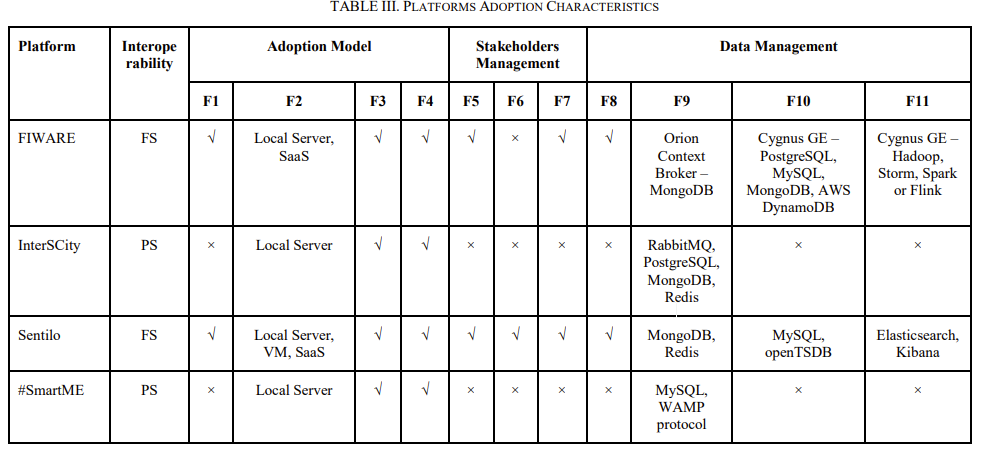 TABLE III. PLATFORMS ADOPTION CHARACTERISTICS
Platform Interope rability Adoption Model Stakeholders Management Data Management
F1 F2 F3 F4 F5 F6 F7 F8 F9 F10 F11
FIWARE FS √ Local Server, SaaS √ √ √ × √ √ Orion Context Broker – MongoDB Cygnus GE – PostgreSQL, MySQL, MongoDB, AWS DynamoDB Cygnus GE – Hadoop, Storm, Spark or Flink
InterSCity PS × Local Server √ √ × × × × RabbitMQ, PostgreSQL, MongoDB, Redis × ×
Sentilo FS √ Local Server, VM, SaaS √ √ √ √ √ √ MongoDB, Redis MySQL, openTSDB Elasticsearch, Kibana
#SmartME PS × Local Server √ √ × × × × MySQL, WAMP protocol × ×